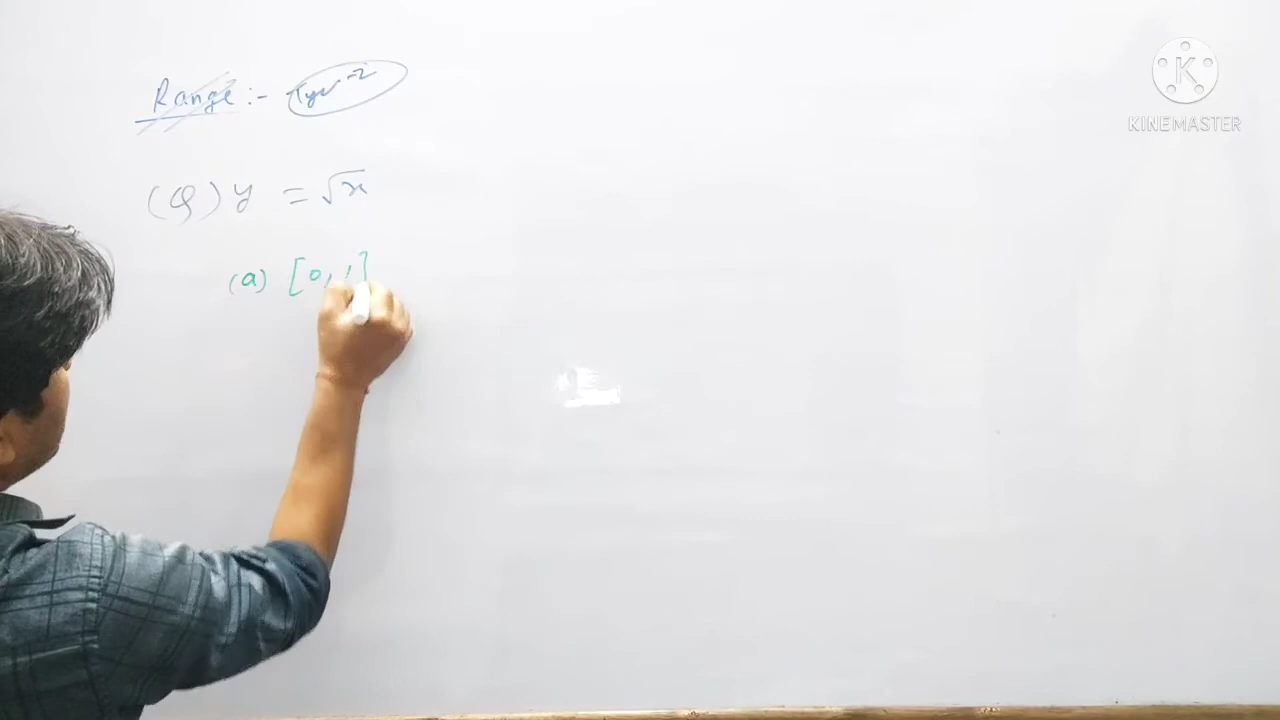 Range :- Type -2
(Q) y = √x
(a) [0, 1]
K
KINEMASTER